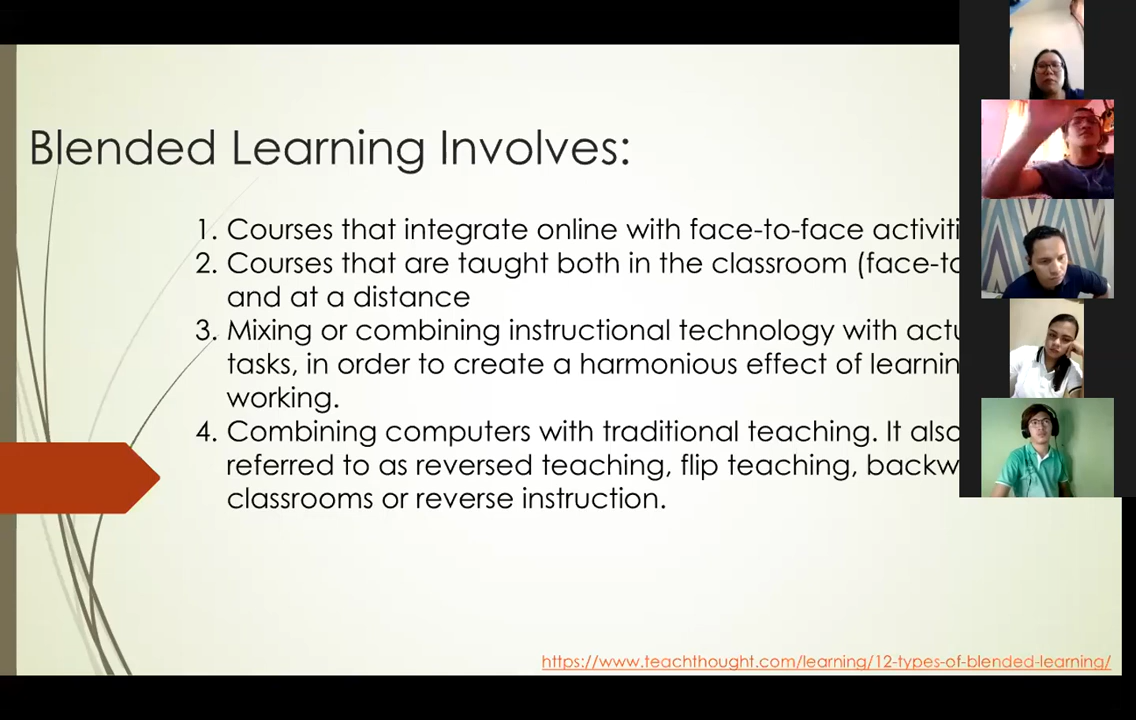 Blended Learning Involves:
1. Courses that integrate online with face-to-face
2. Courses that are taught both in the classroom
and at a distance
3. Mixing or combining instructional technology with
tasks, in order to create a harmonious effect of
working.
4. Combining computers with traditional teaching. It
referred to as reversed teaching, flip teaching,
classrooms or reverse instruction.
https://www.teachthought.com/learning/12-types-of-blended-learning/